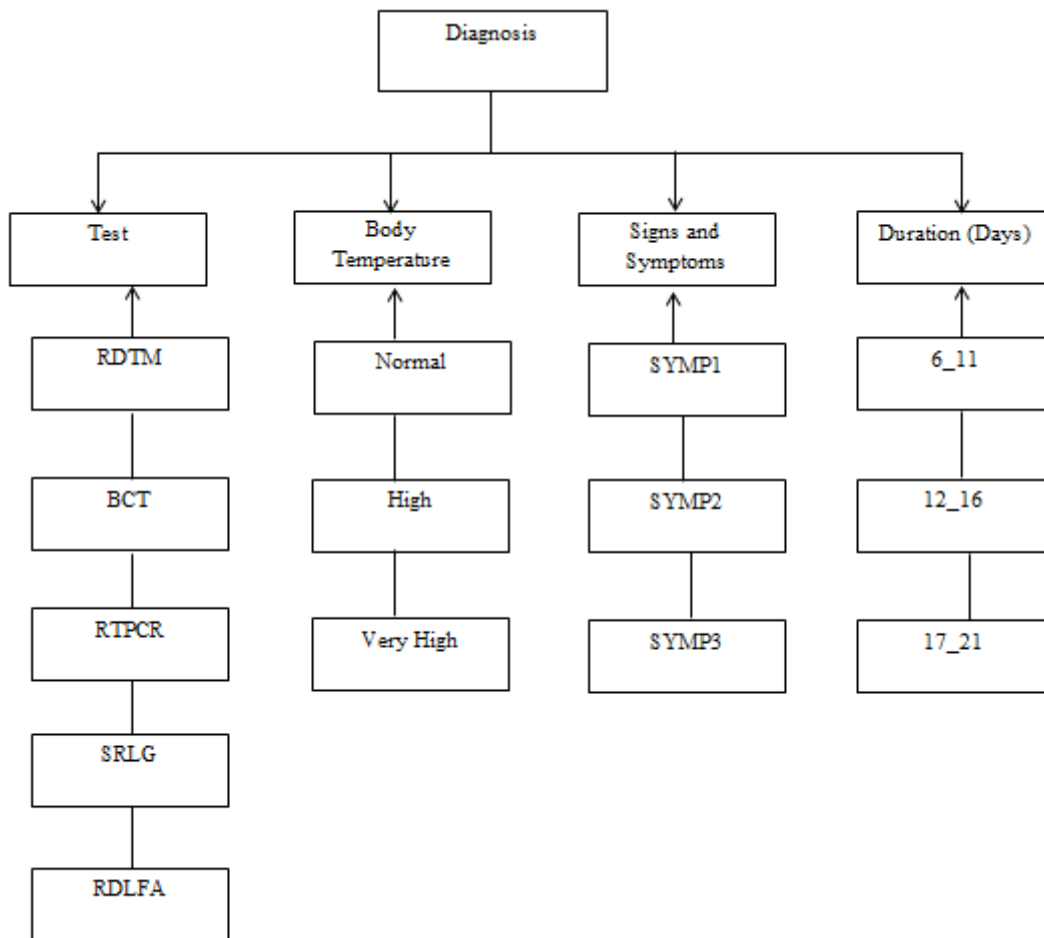 Diagnosis
Test
Body
Temperature
Signs and
Symptoms
Duration (Days)
RDTM
Normal
SYMP1
6_11
BCT
High
SYMP2
12_16
RTPCR
Very High
SYMP3
17_21
SRLG
RDLFA